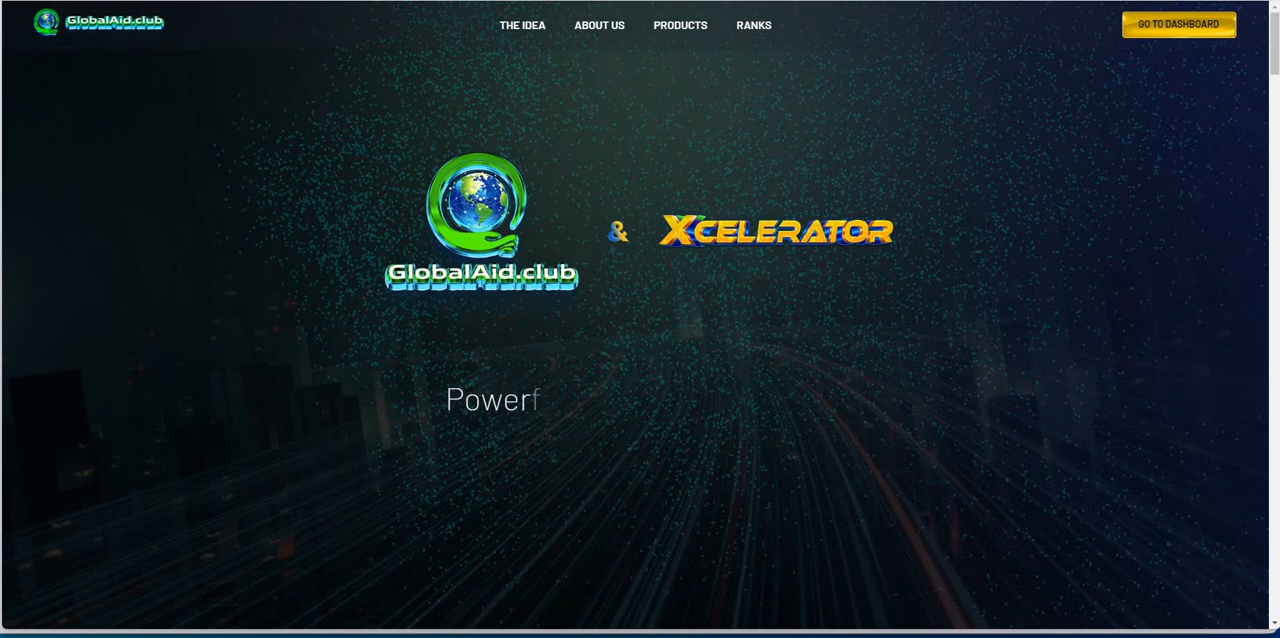 GlobalAid.club
THE IDEA
ABOUT US
PRODUCTS
RANKS
GO TO DASHBOARD
GlobalAid.club
&
XCELERATOR
Powerf